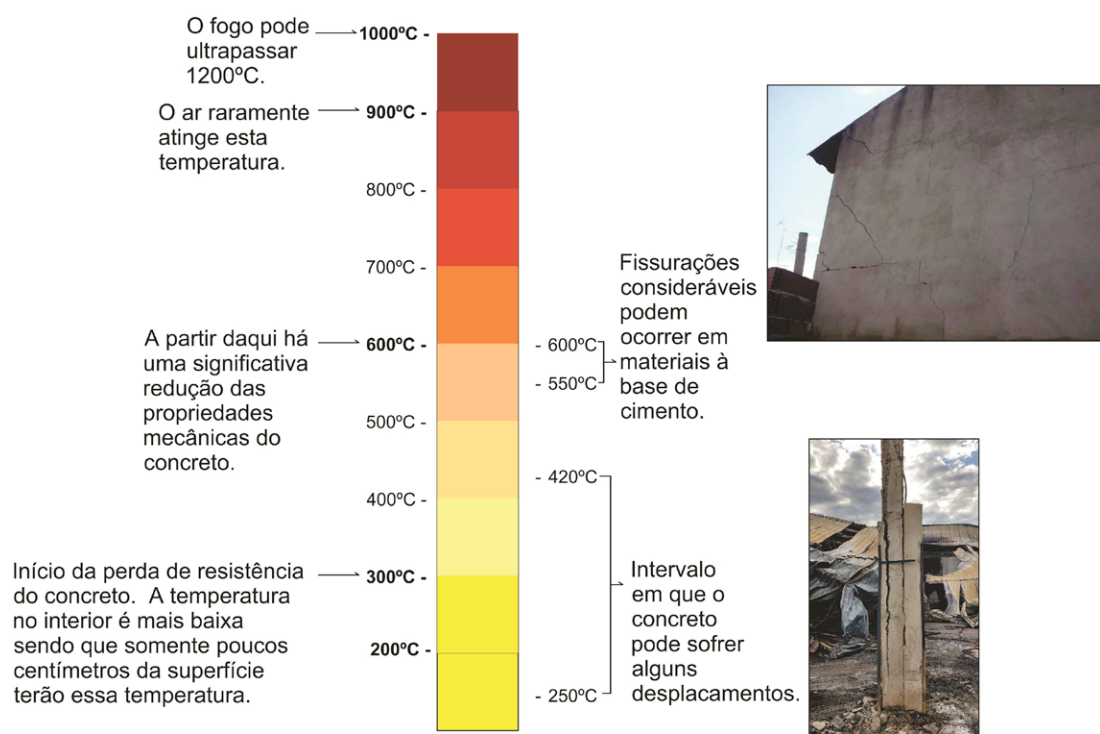 O fogo pode
ultrapassar
1200ºC.
O ar raramente
atinge esta
temperatura.
A partir daqui há
uma significativa
redução das
propriedades
mecânicas do
concreto.
Início da perda de resistência
do concreto.  A temperatura
no interior é mais baixa
sendo que somente poucos
centímetros da superfície
terão essa temperatura.
1000ºC -
900ºC -
800ºC -
700ºC -
600ºC -
500ºC -
400ºC -
300ºC -
200ºC -
- 600ºC
- 550ºC
- 420ºC
- 250ºC
Fissurações
consideráveis
podem
ocorrer em
materiais à
base de
cimento.
Intervalo
em que o
concreto
pode sofrer
alguns
desplacamentos.